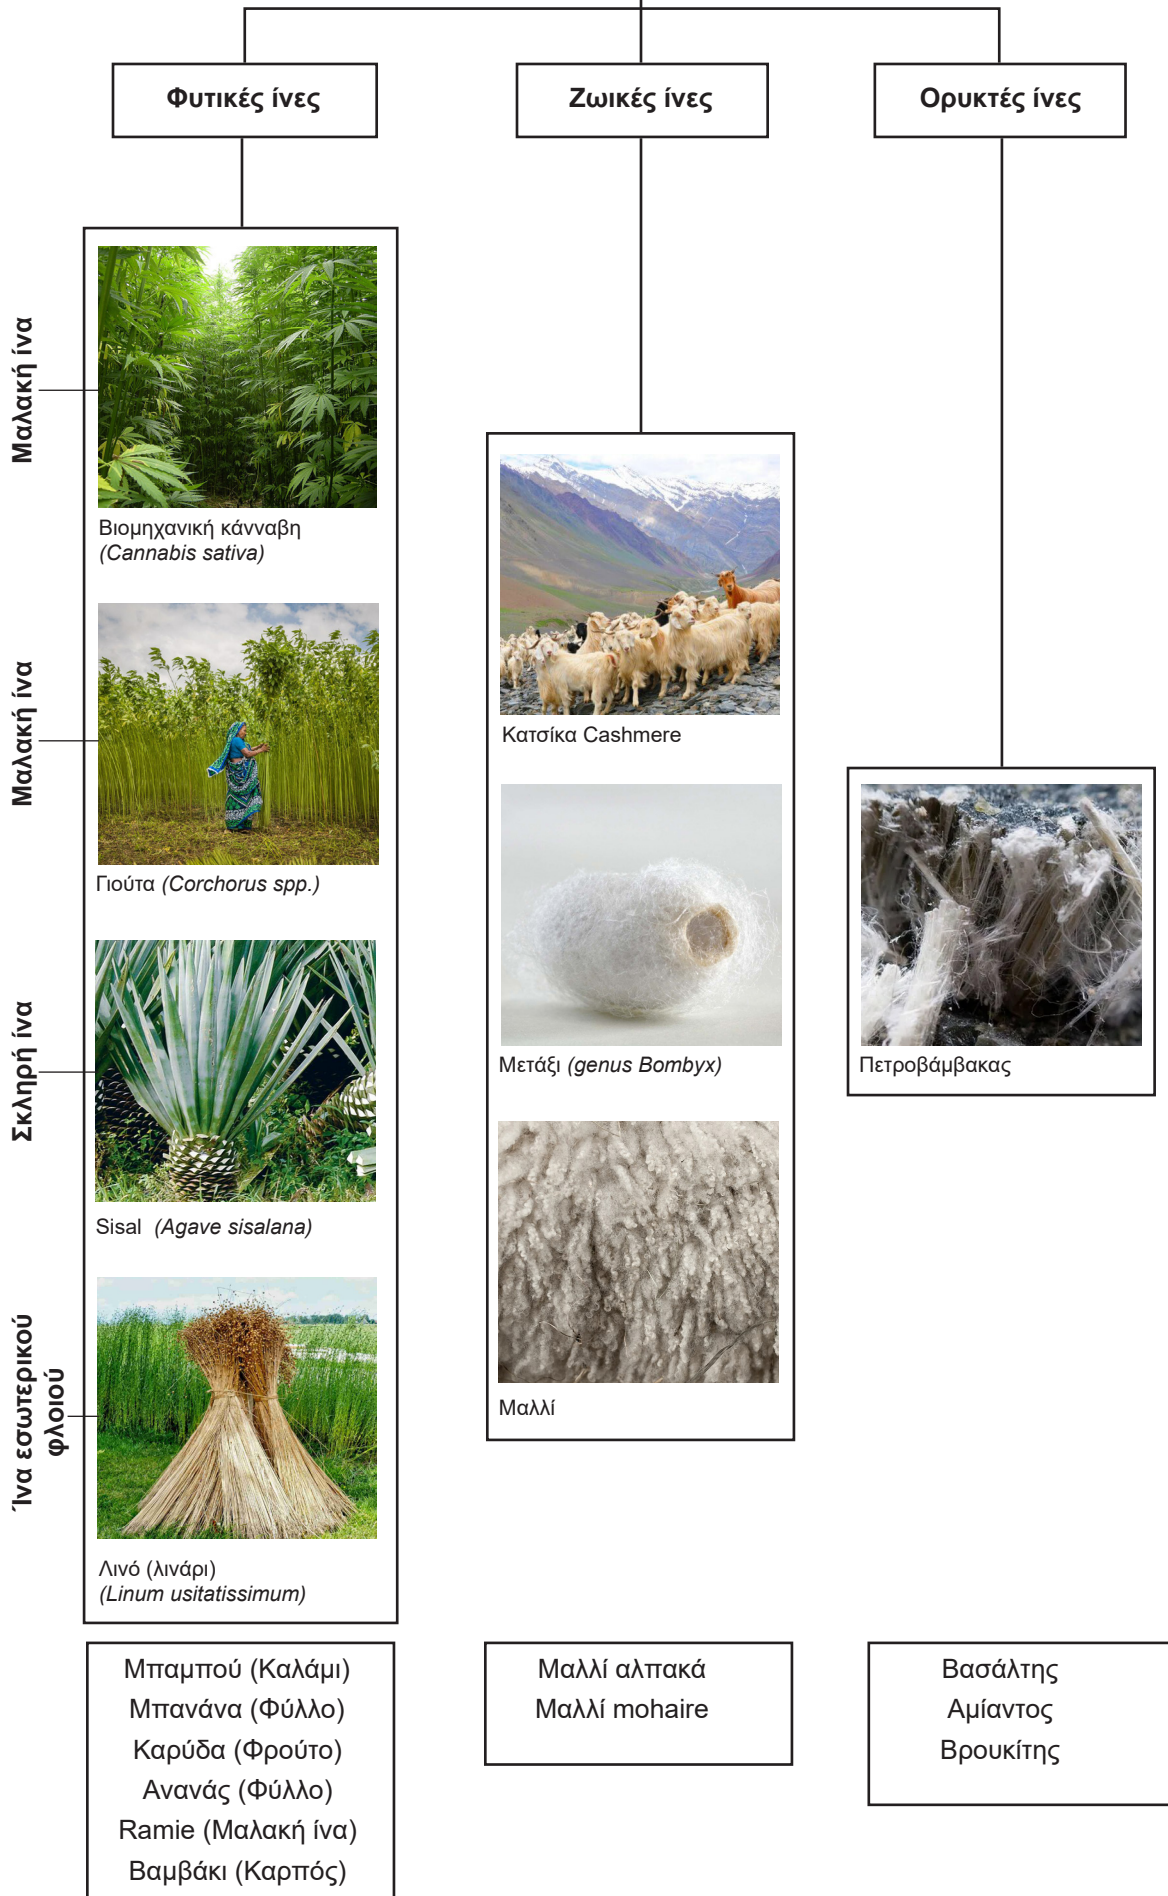 Φυτικές ίνες
Ζωικές ίνες
Ορυκτές ίνες
Μαλακή ίνα
Βιομηχανική κάνναβη
(Cannabis sativa)
Μαλακή ίνα
Γιούτα (Corchorus spp.)
Σκληρή ίνα
Sisal (Agave sisalana)
Ίνα εσωτερικού
φλοιού
Λινό (λινάρι)
(Linum usitatissimum)
Κατσίκα Cashmere
Μετάξι (genus Bombyx)
Μαλλί
Πετροβάμβακας
Μπαμπού (Καλάμι)
Μπανάνα (Φύλλο)
Καρύδα (Φρούτο)
Ανανάς (Φύλλο)
Ramie (Μαλακή ίνα)
Βαμβάκι (Καρπός)
Μαλλί αλπακά
Μαλλί mohaire
Βασάλτης
Αμίαντος
Βρουκίτης